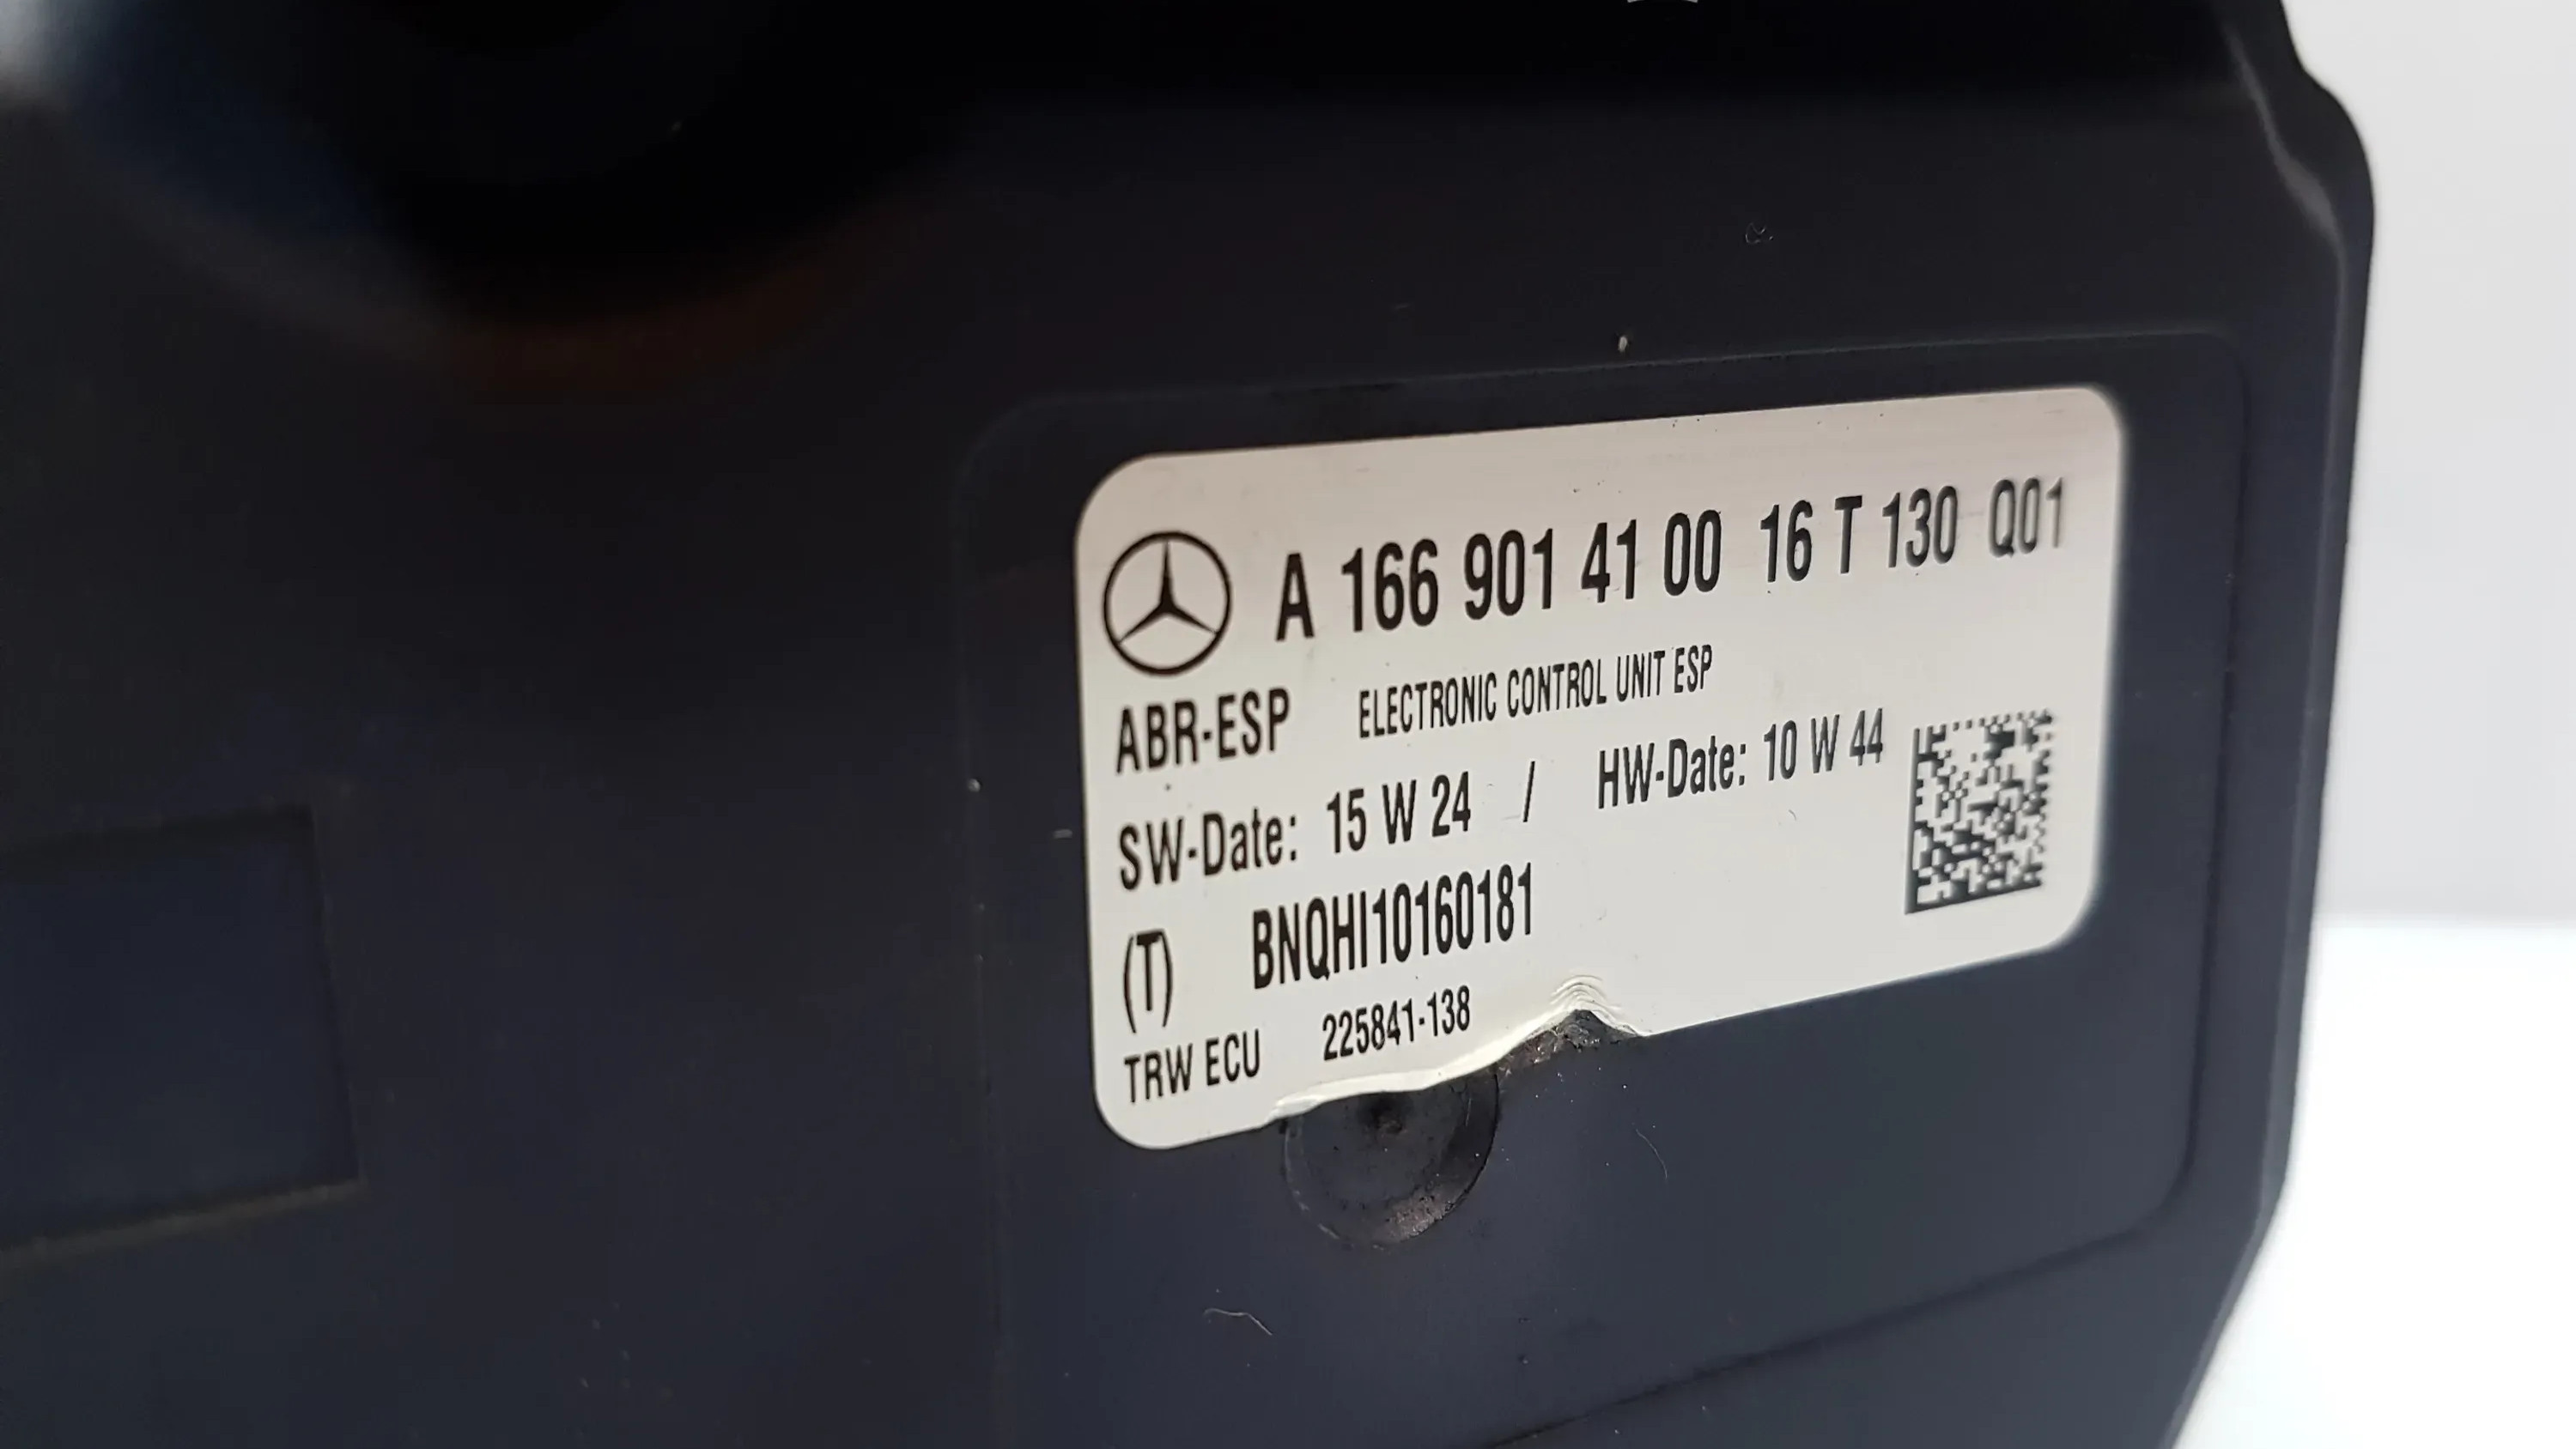 A 166 901 41 00 16 T 130 Q01
ABR-ESP ELECTRONIC CONTROL UNIT ESP
SW-Date: 15 W 24 / HW-Date: 10 W 44
(T) BNQHI10160181
TRW ECU 225841-138